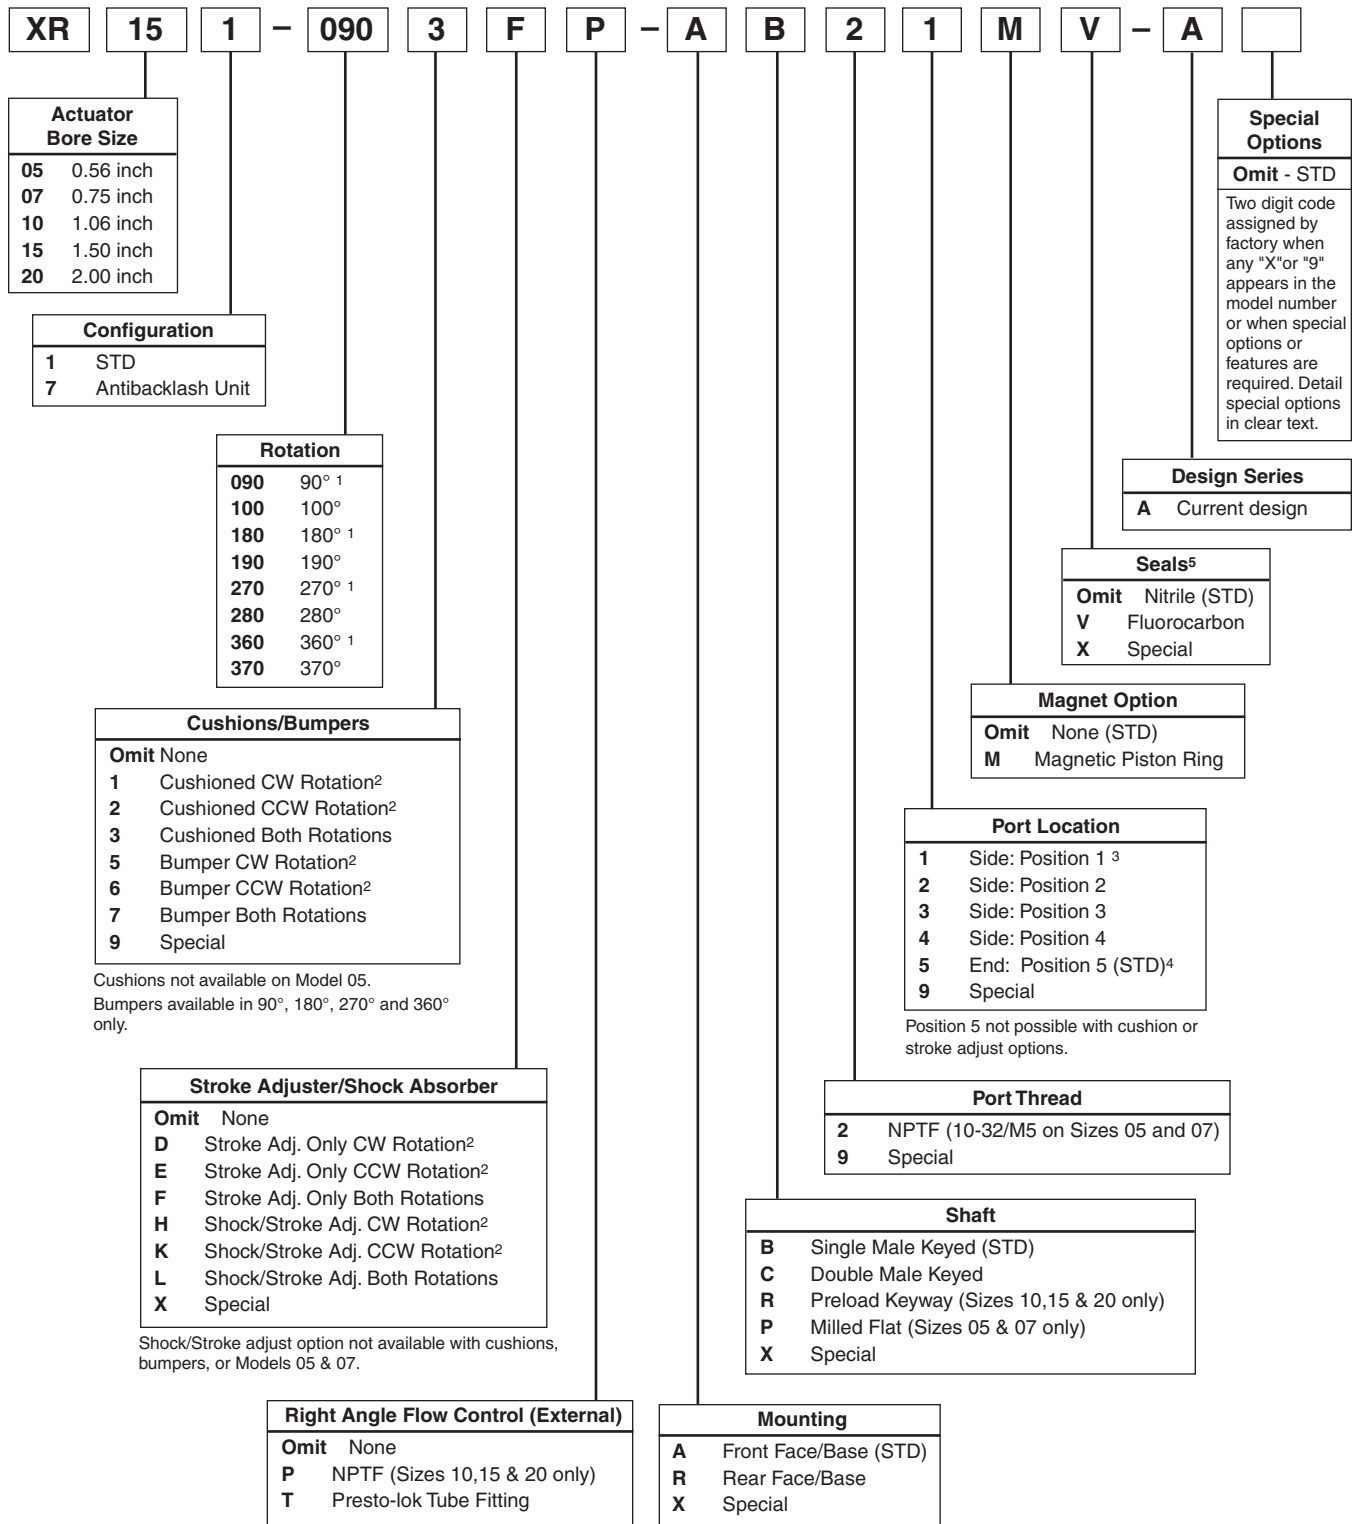 XR 15 1 – 090 3 F P – A B 2 1 M V – A
Actuator
Bore Size
05 0.56 inch
07 0.75 inch
10 1.06 inch
15 1.50 inch
20 2.00 inch
Special
Options
Omit - STD
Two digit code
assigned by
factory when
any "X"or "9"
appears in the
model number
or when special
options or
features are
required. Detail
special options
in clear text.
Configuration
1 STD
7 Antibacklash Unit
Rotation
090 90° 1
100 100°
180 180° 1
190 190°
270 270° 1
280 280°
360 360° 1
370 370°
Design Series
A Current design
Seals5
Omit Nitrile (STD)
V Fluorocarbon
X Special
Magnet Option
Omit None (STD)
M Magnetic Piston Ring
Cushions/Bumpers
Omit None
1 Cushioned CW Rotation2
2 Cushioned CCW Rotation2
3 Cushioned Both Rotations
5 Bumper CW Rotation2
6 Bumper CCW Rotation2
7 Bumper Both Rotations
9 Special
Cushions not available on Model 05.
Bumpers available in 90°, 180°, 270° and 360°
only.
Port Location
1 Side: Position 1 3
2 Side: Position 2
3 Side: Position 3
4 Side: Position 4
5 End: Position 5 (STD)4
9 Special
Position 5 not possible with cushion or
stroke adjust options.
Stroke Adjuster/Shock Absorber
Omit None
D Stroke Adj. Only CW Rotation2
E Stroke Adj. Only CCW Rotation2
F Stroke Adj. Only Both Rotations
H Shock/Stroke Adj. CW Rotation2
K Shock/Stroke Adj. CCW Rotation2
L Shock/Stroke Adj. Both Rotations
X Special
Shock/Stroke adjust option not available with cushions,
bumpers, or Models 05 & 07.
Port Thread
2 NPTF (10-32/M5 on Sizes 05 and 07)
9 Special
Shaft
B Single Male Keyed (STD)
C Double Male Keyed
R Preload Keyway (Sizes 10,15 & 20 only)
P Milled Flat (Sizes 05 & 07 only)
X Special
Right Angle Flow Control (External)
Omit None
P NPTF (Sizes 10,15 & 20 only)
T Presto-lok Tube Fitting
Mounting
A Front Face/Base (STD)
R Rear Face/Base
X Special